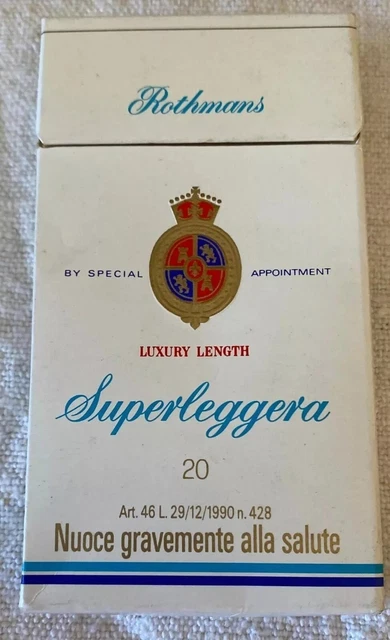 Rothmans
BY SPECIAL APPOINTMENT
LUXURY LENGTH
Superleggera
20
Art. 46 L. 29/12/1990 n. 428
Nuoce gravemente alla salute